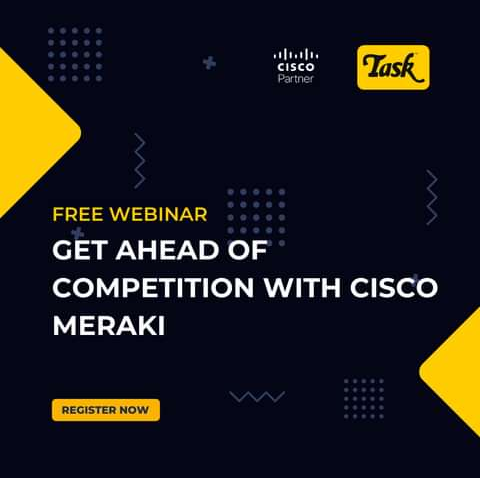 CISCO
Partner
Task
FREE WEBINAR
GET AHEAD OF
COMPETITION WITH CISCO
MERAKI
REGISTER NOW